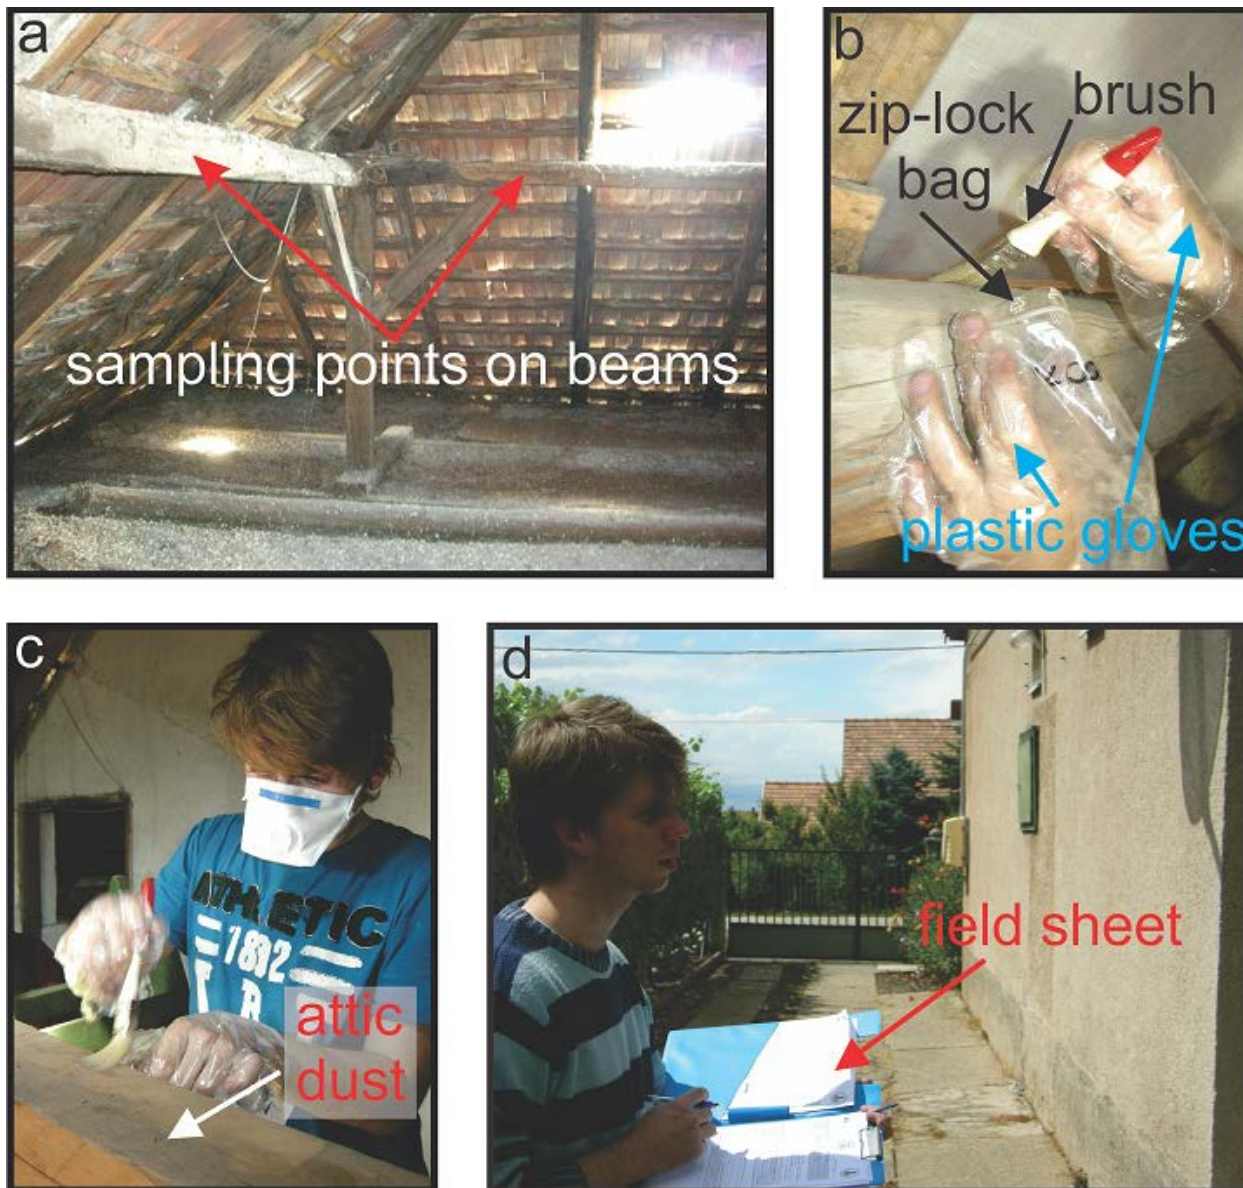 a
sampling points on beams
b
brush
zip-lock
bag
plastic gloves
c
ATHLETIC
1892
attic
dust
d
field sheet